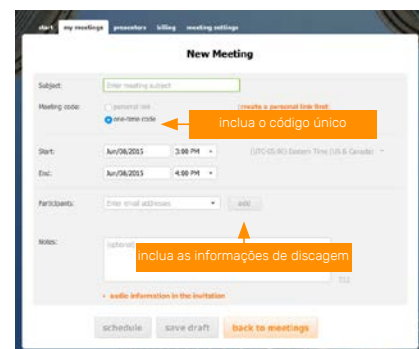 start my meetings presenters billing meeting settings
New Meeting
Subject: Enter meeting subject
Meeting code: personal link create a personal link first
one-time code
inclua o código único
Start: Jun/08/2015 3:00 PM (UTC-05:00) Eastern Time (US & Canada)
End: Jun/08/2015 4:00 PM
Participants: Enter email addresses add
Notes: (optional)
inclua as informações de discagem
512
audio information in the invitation
schedule save draft back to meetings